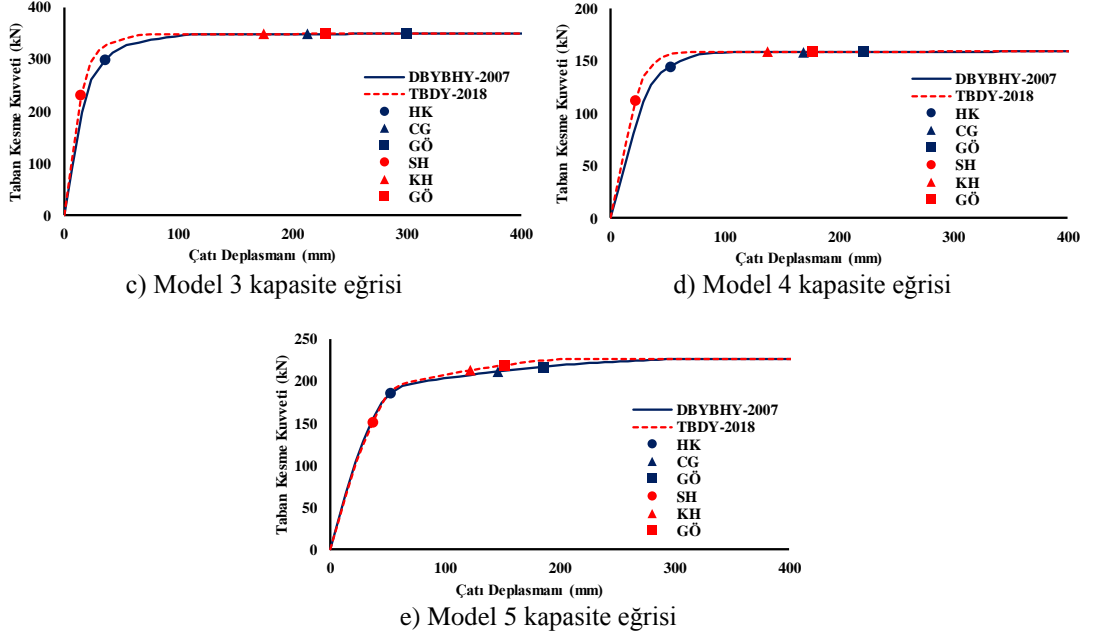 Taban Kesme Kuvveti (kN)
400
300
200
100
0
DBYBHY-2007
TBDY-2018
HK
CG
GÖ
SH
KH
GÖ
0 100 200 300 400
Çatı Deplasmanı (mm)
c) Model 3 kapasite eğrisi
Taban Kesme Kuvveti (kN)
200
150
100
50
0
DBYBHY-2007
TBDY-2018
HK
CG
GÖ
SH
KH
GÖ
0 100 200 300 400
Çatı Deplasmanı (mm)
d) Model 4 kapasite eğrisi
Taban Kesme Kuvveti (kN)
250
200
150
100
50
0
DBYBHY-2007
TBDY-2018
HK
CG
GÖ
SH
KH
GÖ
0 100 200 300 400
Çatı Deplasmanı (mm)
e) Model 5 kapasite eğrisi